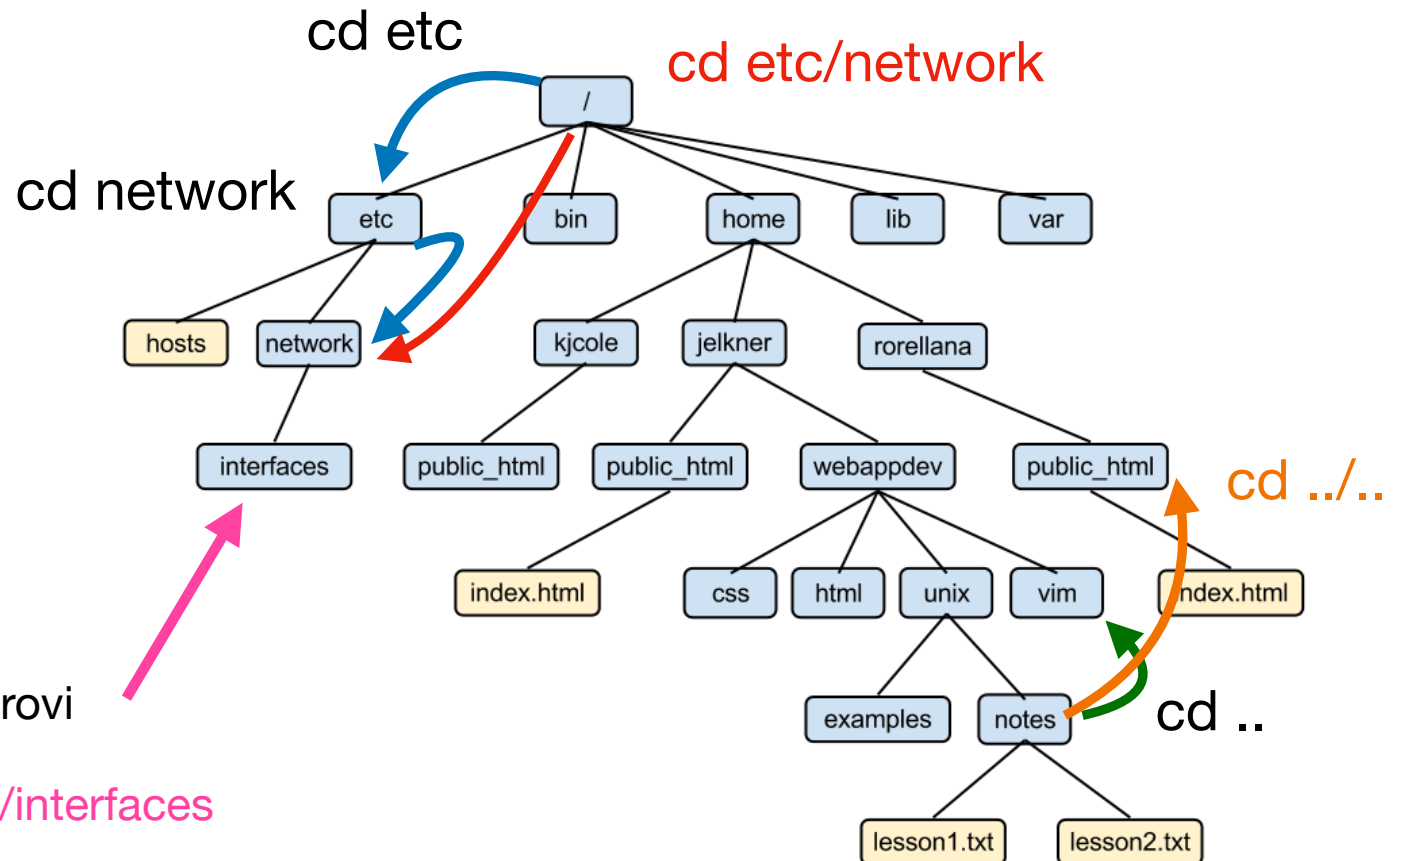 cd etc
cd etc/network
/
cd network
etc
bin
home
lib
var
hosts
network
kjcole
jelkner
rorellana
interfaces
public_html
public_html
webappdev
public_html
cd ../..
index.html
css
html
unix
vim
ndex.html
rovi
examples
notes
cd ..
/interfaces
lesson1.txt
lesson2.txt